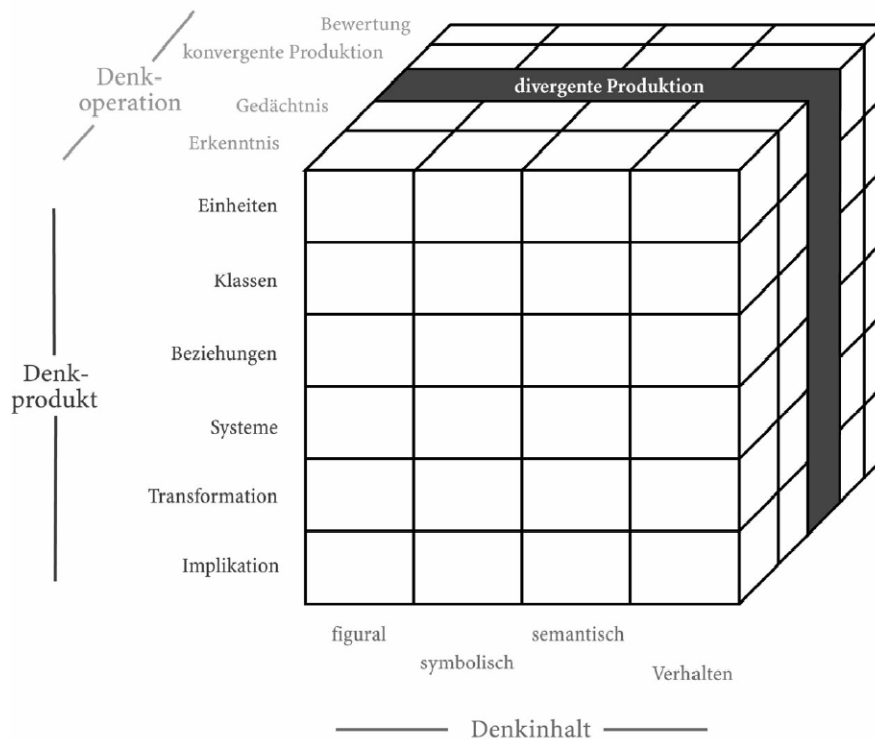 Bewertung
konvergente Produktion
divergente Produktion
Denk-
operation
Gedächtnis
Erkenntnis
Einheiten
Klassen
Beziehungen
Denk-
produkt
Systeme
Transformation
Implikation
figural
semantisch
symbolisch
Verhalten
Denkinhalt